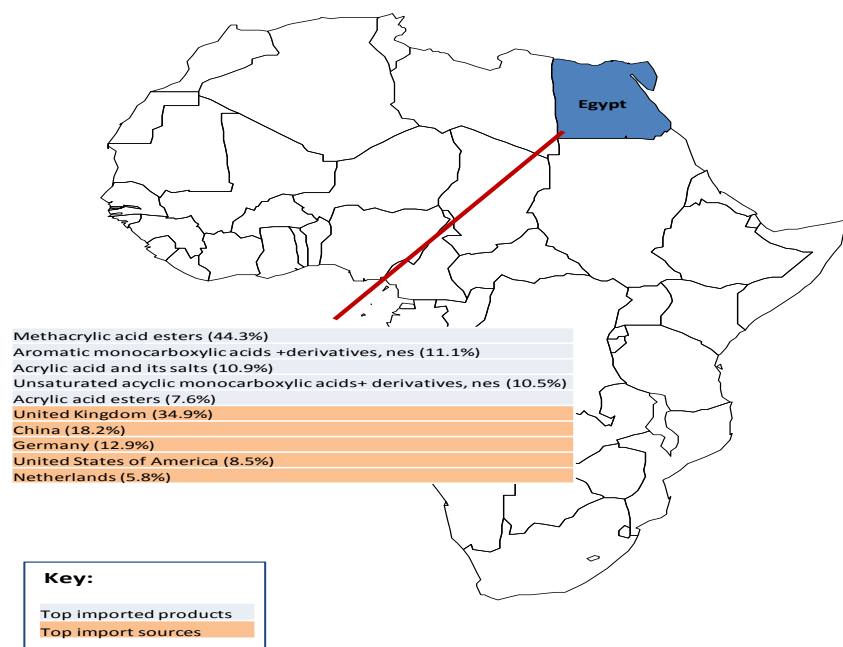 Egypt
Methacrylic acid esters (44.3%)
Aromatic monocarboxylic acids +derivatives, nes (11.1%)
Acrylic acid and its salts (10.9%)
Unsaturated acyclic monocarboxylic acids+ derivatives, nes (10.5%)
Acrylic acid esters (7.6%)
United Kingdom (34.9%)
China (18.2%)
Germany (12.9%)
United States of America (8.5%)
Netherlands (5.8%)
Key:
Top imported products
Top import sources